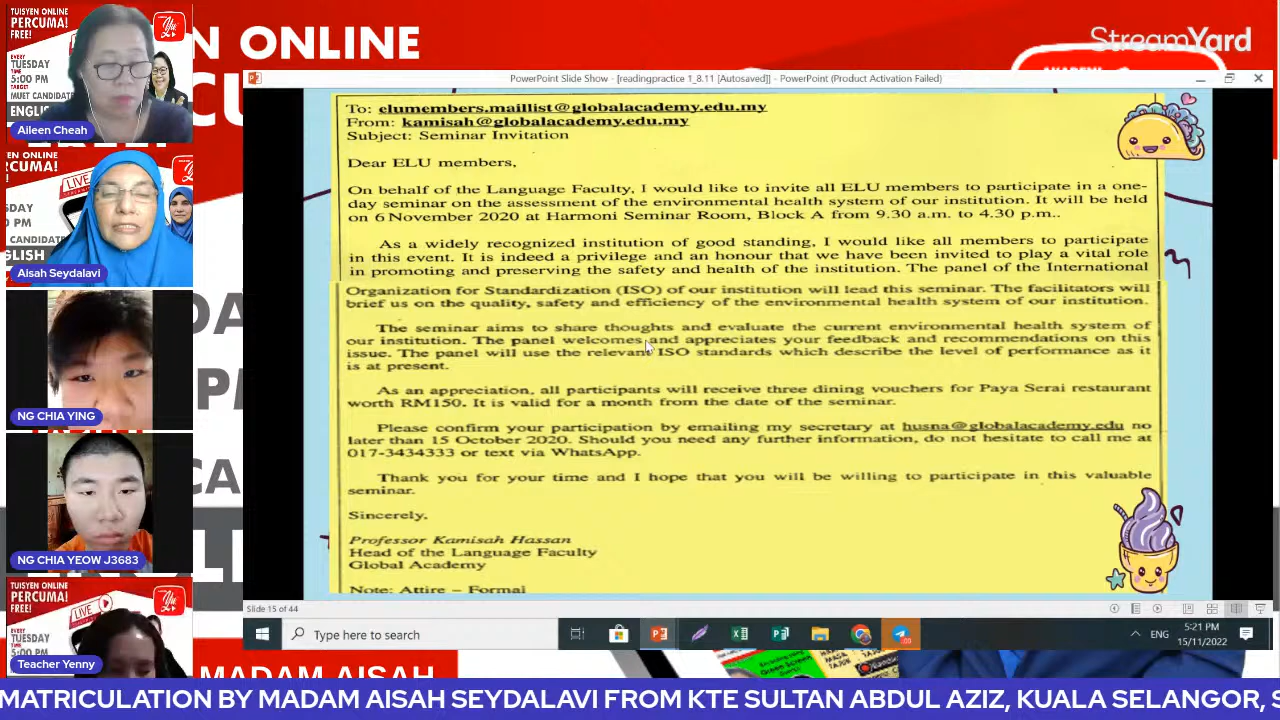 TUISYEN ONLINE
PERCUMA!
FREE!
EVERY
TUESDAY
TIME
5:00 PM
TARGET
MUET CANDIDATE
ENGLISH
Aileen Cheah
N ONLINE
CU
StreamYard
PowerPoint Slide Show - [readingpractice 1_8.11 [Autosaved]] - PowerPoint (Product Activation Failed)
To: elumembers.maillist@globalacademy.edu.my
From: kamisah@globalacademy.edu.my
Subject: Seminar Invitation
Dear ELU members,
On behalf of the Language Faculty, I would like to invite all ELU members to participate in a one-
day seminar on the assessment of the environmental health system of our institution. It will be held
on 6 November 2020 at Harmoni Seminar Room, Block A from 9.30 a.m. to 4.30 p.m..
As a widely recognized institution of good standing, I would like all members to participate
in this event. It is indeed a privilege and an honour that we have been invited to play a vital role
in promoting and preserving the safety and health of the institution. The panel of the International
Organization for Standardization (ISO) of our institution will lead this seminar. The facilitators will
brief us on the quality, safety and efficiency of the environmental health system of our institution.
The seminar aims to share thoughts and evaluate the current environmental health system of
our institution. The panel welcomes and appreciates your feedback and recommendations on this
issue. The panel will use the relevant ISO standards which describe the level of performance as it
is at present.
As an appreciation, all participants will receive three dining vouchers for Paya Serai restaurant
worth RM150. It is valid for a month from the date of the seminar.
Please confirm your participation by emailing my secretary at husna@globalacademy.edu no
later than 15 October 2020. Should you need any further information, do not hesitate to call me at
017-3434333 or text via WhatsApp.
Thank you for your time and I hope that you will be willing to participate in this valuable
seminar.
Sincerely,
Professor Kamisah Hassan
Head of the Language Faculty
Global Academy
Note: Attire – Formal
Slide 15 of 44
Type here to search
ENG
5:21 PM
15/11/2022
FREE!
LIVE
SDAY
0 PM
CANDIDATE
GLISH
Aisah Seydalavi
NG CHIA YING
NG CHIA YEOW J3683
TUISYEN ONLINE
PERCUMA!
FREE!
LIVE
EVERY
TUESDAY
TIME
5:00 PM
Teacher Yenny
MADAM AISAH
MATRICULATION BY MADAM AISAH SEYDALAVI FROM KTE SULTAN ABDUL AZIZ, KUALA SELANGOR, S